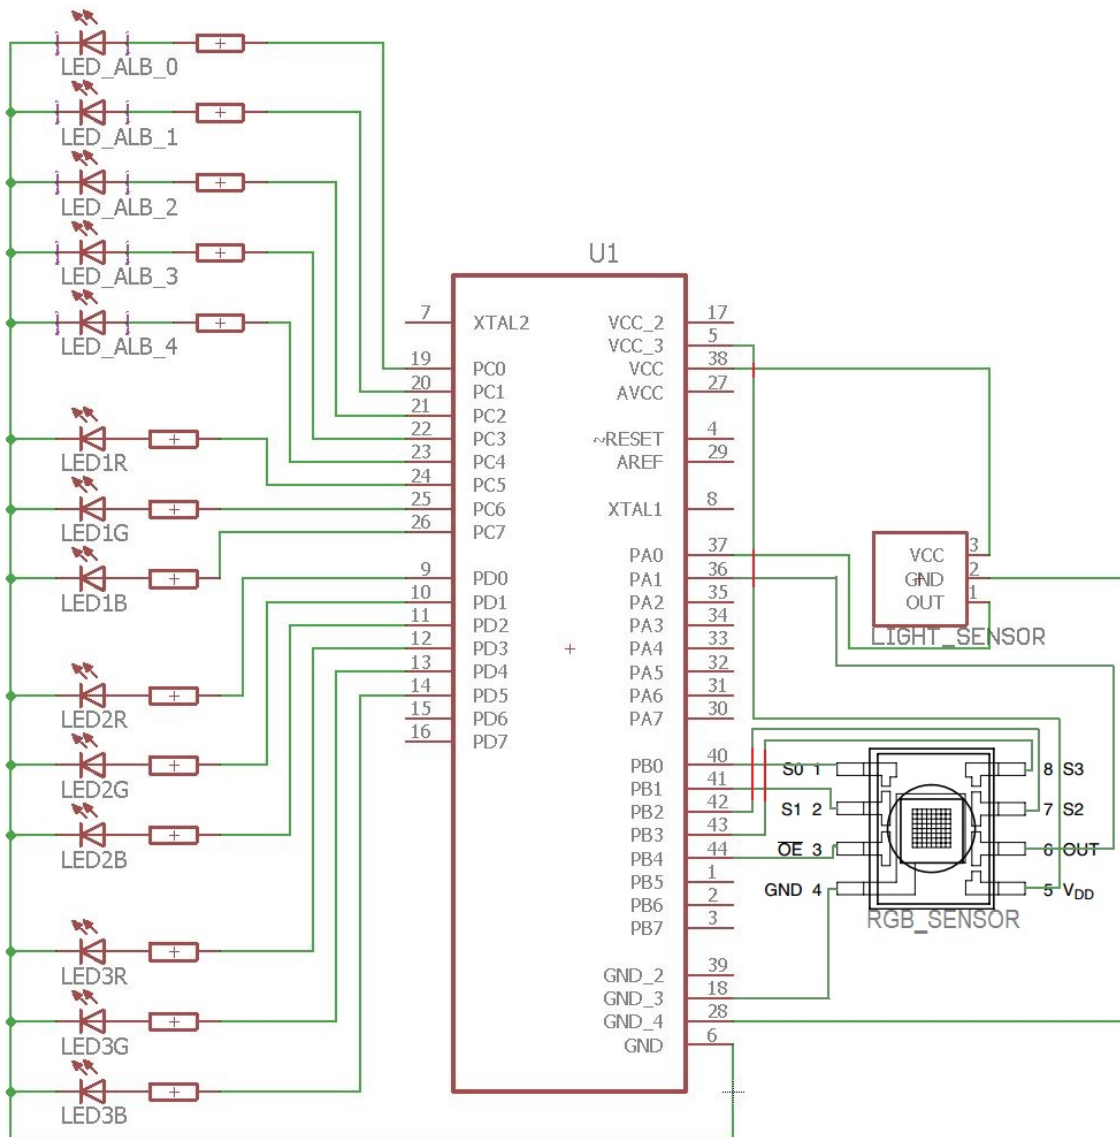 LED_ALB_0
LED_ALB_1
LED_ALB_2
LED_ALB_3
LED_ALB_4
LED1R
LED1G
LED1B
LED2R
LED2G
LED2B
LED3R
LED3G
LED3B
U1
7 XTAL2
19 PC0
20 PC1
21 PC2
22 PC3
23 PC4
24 PC5
25 PC6
26 PC7
9 PD0
10 PD1
11 PD2
12 PD3
13 PD4
14 PD5
15 PD6
16 PD7
VCC_2 17
VCC_3 5
VCC 38
AVCC 27
~RESET 4
AREF 29
XTAL1 8
PA0 37
PA1 36
PA2 35
PA3 34
PA4 33
PA5 32
PA6 31
PA7 30
PB0 40
PB1 41
PB2 42
PB3 43
PB4 44
PB5 1
PB6 2
PB7 3
GND_2 39
GND_3 18
GND_4 28
GND 6
VCC 3
GND 2
OUT 1
LIGHT_SENSOR
S0 1
S1 2
OE 3
GND 4
8 S3
7 S2
6 OUT
5 VDD
RGB_SENSOR